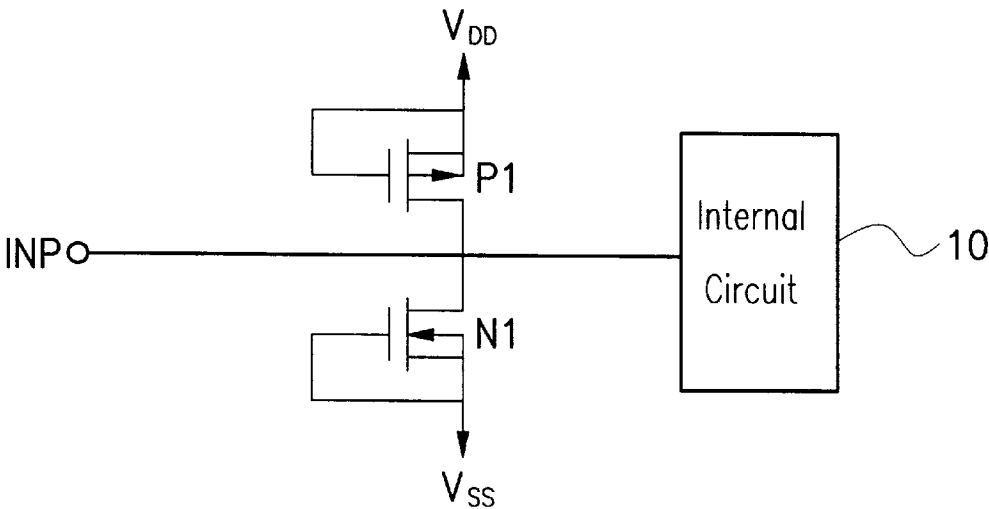 V_DD
P1
INP
Internal
Circuit
10
N1
V_SS